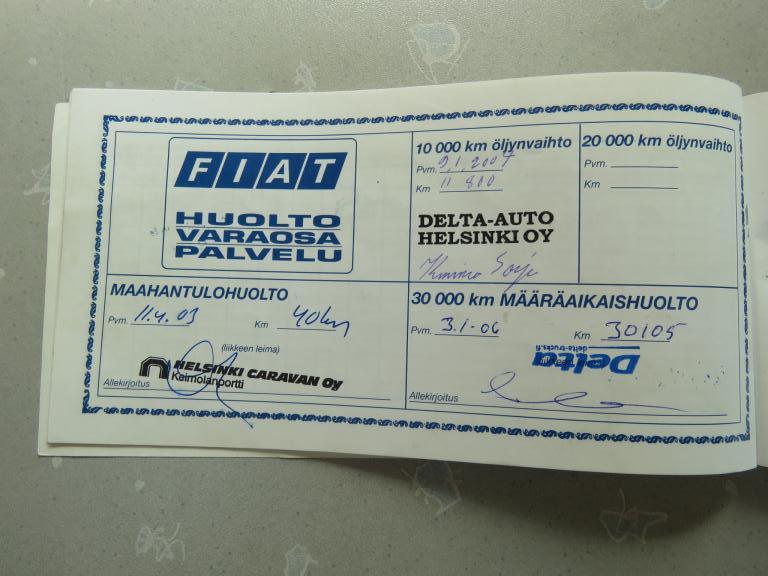 FIAT
HUOLTO
VARAOSA
PALVELU
10 000 km öljynvaihto
Pvm. 9.1.2004
Km 11 800
DELTA-AUTO
HELSINKI OY
20 000 km öljynvaihto
Pvm.
Km
MAAHANTULOHUOLTO
Pvm. 11.4.03 Km 40km
(liikkeen leima)
HELSINKI CARAVAN OY
Keimolanportti
Allekirjoitus
30 000 km MÄÄRÄAIKAISHUOLTO
Pvm. 3.1-06 Km 30105
Delta
delta-trucks.fi
Allekirjoitus